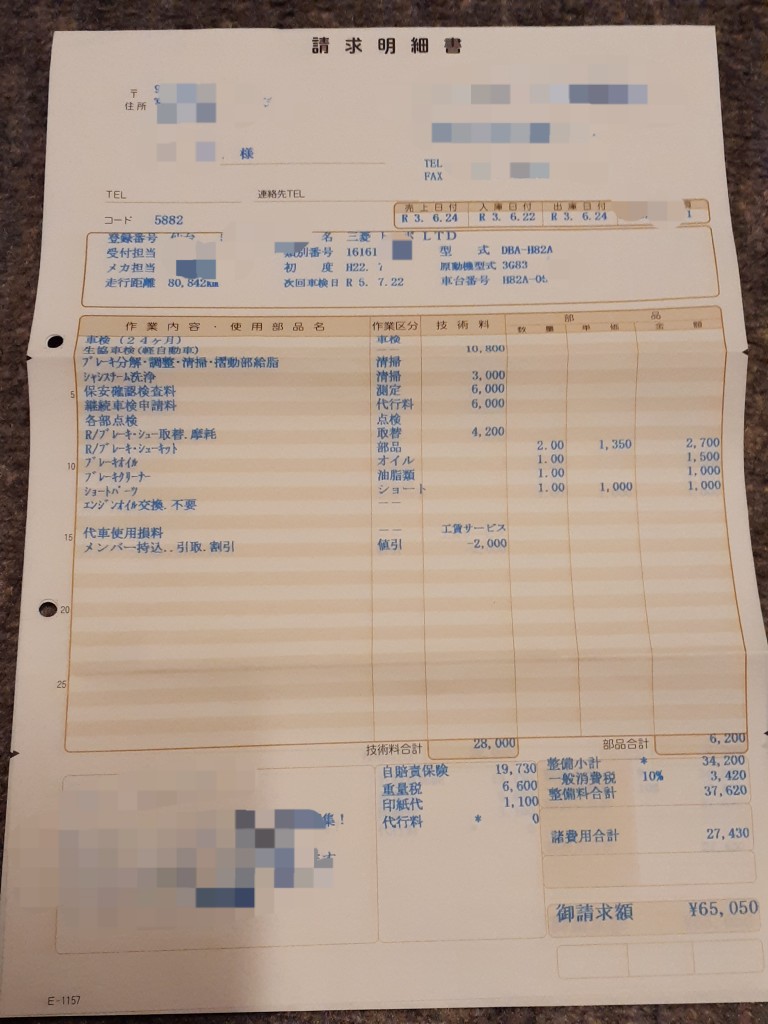 請求明細書
〒
住所
様
TEL
FAX
TEL 連絡先TEL
売上日付 入庫日付 出庫日付
コード 5882 R 3. 6.24 R 3. 6.22 R 3. 6.24 1
登録番号 名 三菱 LTD
受付担当 類別番号 16161 型式 DBA-H82A
メカ担当 初度 H22. 原動機型式 3G83
走行距離 80,842km 次回車検日 R 5. 7.22 車台番号 H82A-0
作業内容・使用部品名 作業区分 技術料 部品
数量 単価 金額
車検(24ヶ月) 車検
生協車検(軽自動車) 10,800
ブレーキ分解・調整・清掃・摺動部給脂 清掃
シャシスチーム洗浄 清掃 3,000
5 保安確認検査料 測定 6,000
継続車検申請料 代行料 6,000
各部点検 点検
R/ブレーキ・シュー取替.摩耗 取替 4,200
R/ブレーキ・シューキット 部品 2.00 1,350 2,700
10 ブレーキオイル オイル 1.00 1,500
ブレーキクリーナー 油脂類 1.00 1,000
ショートパーツ ショート 1.00 1,000 1,000
エンジンオイル交換.不要 ーー
15 代車使用損料 ーー 工賃サービス
メンバー持込..引取.割引 値引 -2,000
20
25
技術料合計 28,000 部品合計 6,200
自賠責保険 19,730 整備小計 * 34,200
重量税 6,600 一般消費税 10% 3,420
印紙代 1,100 整備料合計 37,620
代行料 * 0
諸費用合計 27,430
集!
御請求額 ¥65,050
E-1157